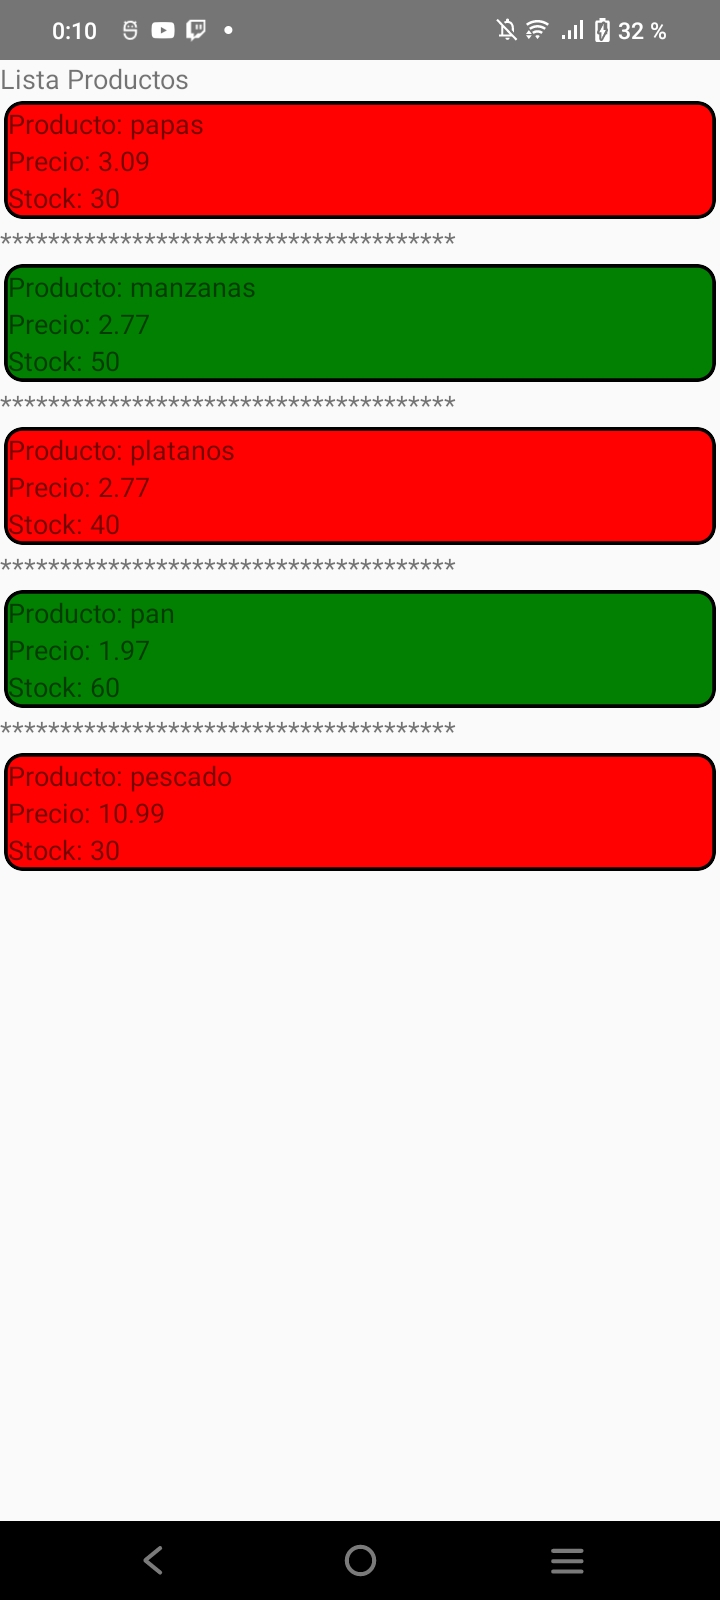 0:10 32 %
Lista Productos
Producto: papas
Precio: 3.09
Stock: 30
**************************************
Producto: manzanas
Precio: 2.77
Stock: 50
**************************************
Producto: platanos
Precio: 2.77
Stock: 40
**************************************
Producto: pan
Precio: 1.97
Stock: 60
**************************************
Producto: pescado
Precio: 10.99
Stock: 30